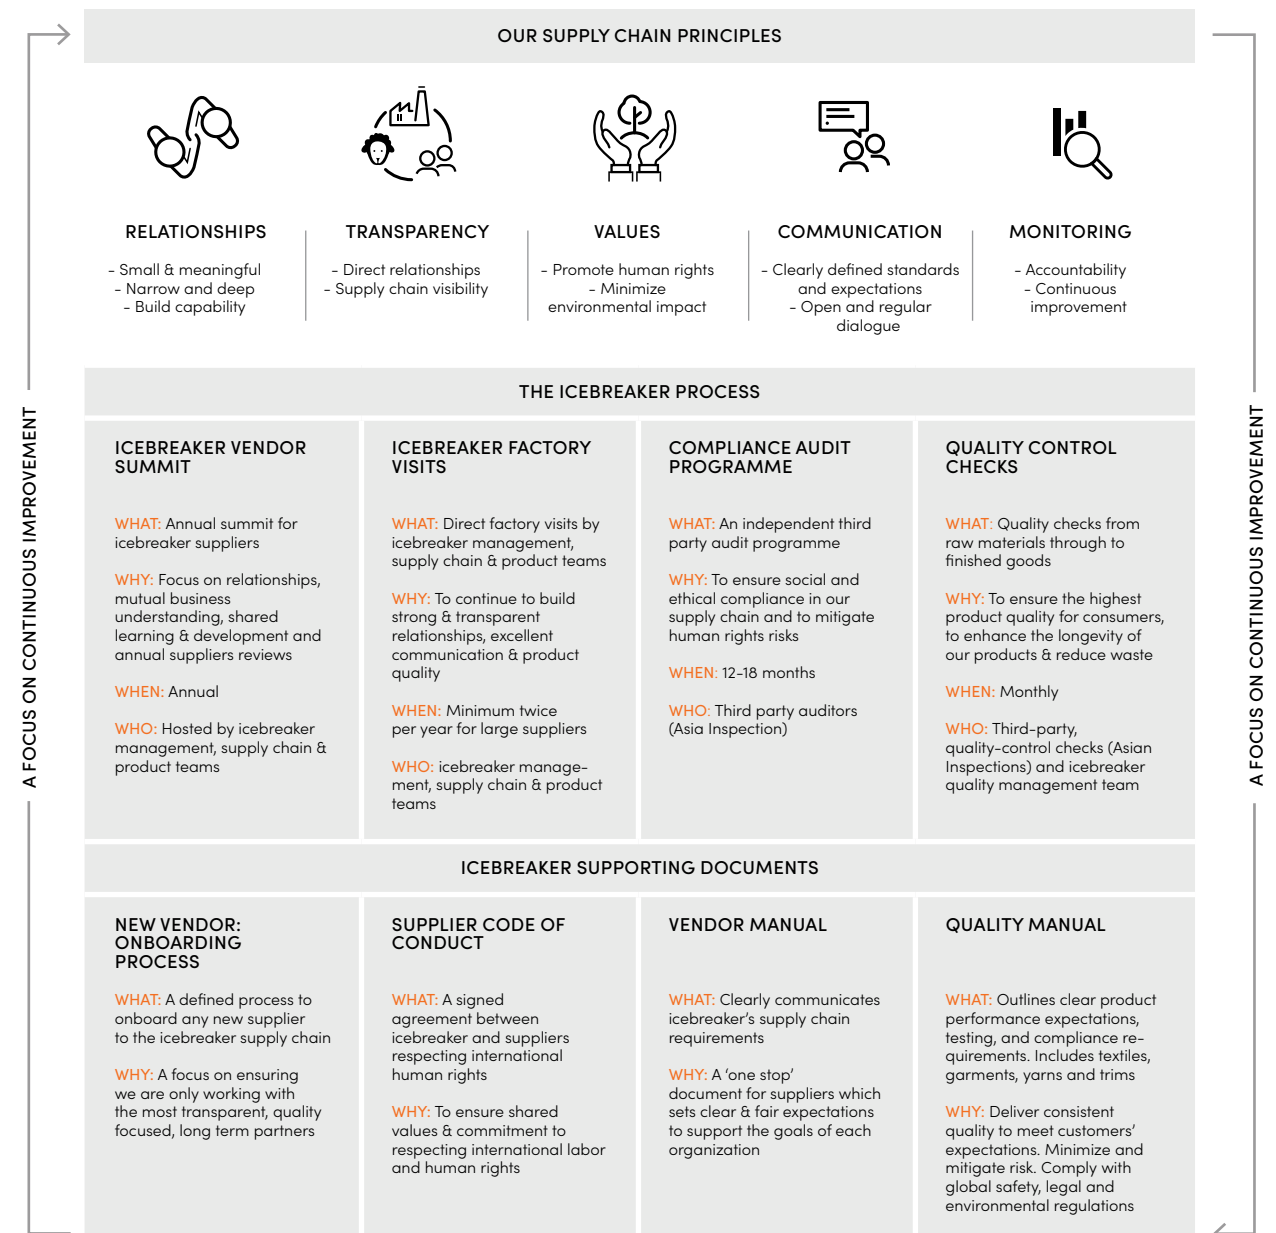 OUR SUPPLY CHAIN PRINCIPLES
RELATIONSHIPS
- Small & meaningful
- Narrow and deep
- Build capability
TRANSPARENCY
- Direct relationships
- Supply chain visibility
VALUES
- Promote human rights
- Minimize
environmental impact
COMMUNICATION
- Clearly defined standards
and expectations
- Open and regular
dialogue
MONITORING
- Accountability
- Continuous
improvement
A FOCUS ON CONTINUOUS IMPROVEMENT
A FOCUS ON CONTINUOUS IMPROVEMENT
THE ICEBREAKER PROCESS
ICEBREAKER VENDOR
SUMMIT
WHAT: Annual summit for
icebreaker suppliers
WHY: Focus on relationships,
mutual business
understanding, shared
learning & development and
annual suppliers reviews
WHEN: Annual
WHO: Hosted by icebreaker
management, supply chain &
product teams
ICEBREAKER FACTORY
VISITS
WHAT: Direct factory visits by
icebreaker management,
supply chain & product teams
WHY: To continue to build
strong & transparent
relationships, excellent
communication & product
quality
WHEN: Minimum twice
per year for large suppliers
WHO: icebreaker manage-
ment, supply chain & product
teams
COMPLIANCE AUDIT
PROGRAMME
WHAT: An independent third
party audit programme
WHY: To ensure social and
ethical compliance in our
supply chain and to mitigate
human rights risks
WHEN: 12-18 months
WHO: Third party auditors
(Asia Inspection)
QUALITY CONTROL
CHECKS
WHAT: Quality checks from
raw materials through to
finished goods
WHY: To ensure the highest
product quality for consumers,
to enhance the longevity of
our products & reduce waste
WHEN: Monthly
WHO: Third-party,
quality-control checks (Asian
Inspections) and icebreaker
quality management team
ICEBREAKER SUPPORTING DOCUMENTS
NEW VENDOR:
ONBOARDING
PROCESS
WHAT: A defined process to
onboard any new supplier
to the icebreaker supply chain
WHY: A focus on ensuring
we are only working with
the most transparent, quality
focused, long term partners
SUPPLIER CODE OF
CONDUCT
WHAT: A signed
agreement between
icebreaker and suppliers
respecting international
human rights
WHY: To ensure shared
values & commitment to
respecting international labor
and human rights
VENDOR MANUAL
WHAT: Clearly communicates
icebreaker's supply chain
requirements
WHY: A 'one stop'
document for suppliers which
sets clear & fair expectations
to support the goals of each
organization
QUALITY MANUAL
WHAT: Outlines clear product
performance expectations,
testing, and compliance re-
quirements. Includes textiles,
garments, yarns and trims
WHY: Deliver consistent
quality to meet customers'
expectations. Minimize and
mitigate risk. Comply with
global safety, legal and
environmental regulations